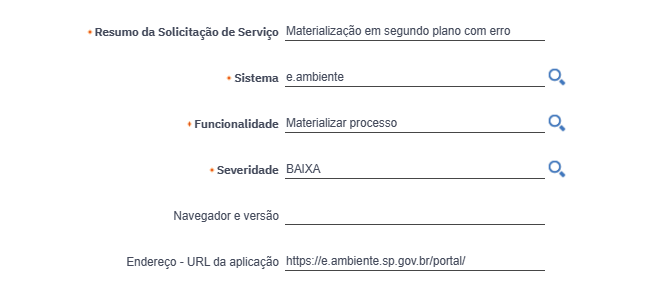 Resumo da Solicitação de Serviço Materialização em segundo plano com erro
Sistema e.ambiente
Funcionalidade Materializar processo
Severidade BAIXA
Navegador e versão
Endereço - URL da aplicação https://e.ambiente.sp.gov.br/portal/